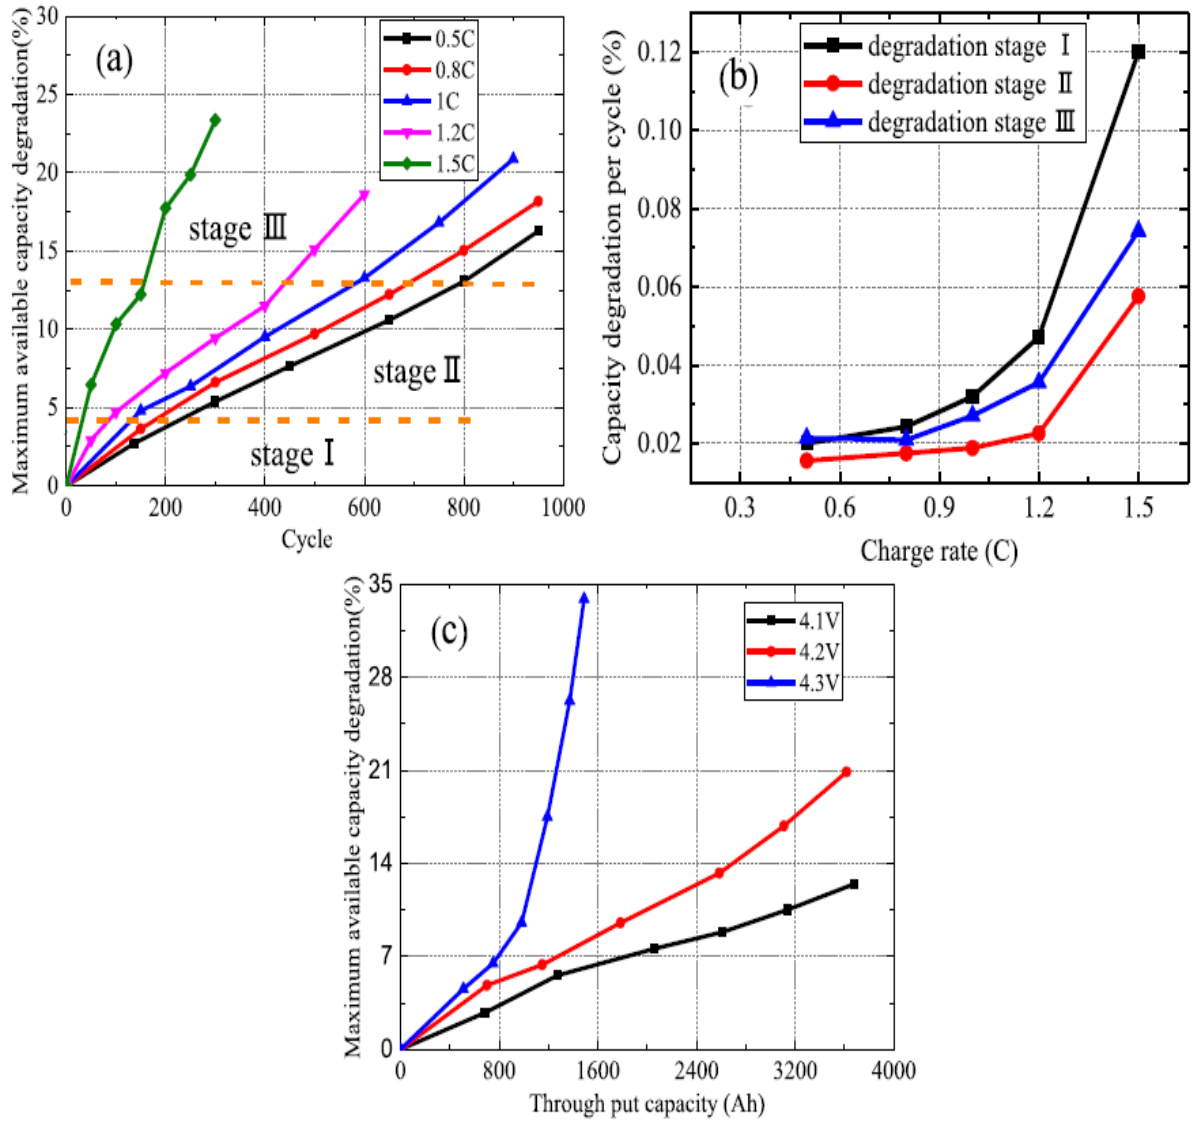 Maximum available capacity degradation(%)
30
25
20
15
10
5
0
(a)
0.5C
0.8C
1C
1.2C
1.5C
stage Ⅲ
stage Ⅱ
stage Ⅰ
0 200 400 600 800 1000
Cycle
Capacity degradation per cycle (%)
0.12
0.10
0.08
0.06
0.04
0.02
(b)
degradation stage Ⅰ
degradation stage Ⅱ
degradation stage Ⅲ
0.3 0.6 0.9 1.2 1.5
Charge rate (C)
Maximum available capacity degradation(%)
35
28
21
14
7
0
(c)
4.1V
4.2V
4.3V
0 800 1600 2400 3200 4000
Through put capacity (Ah)